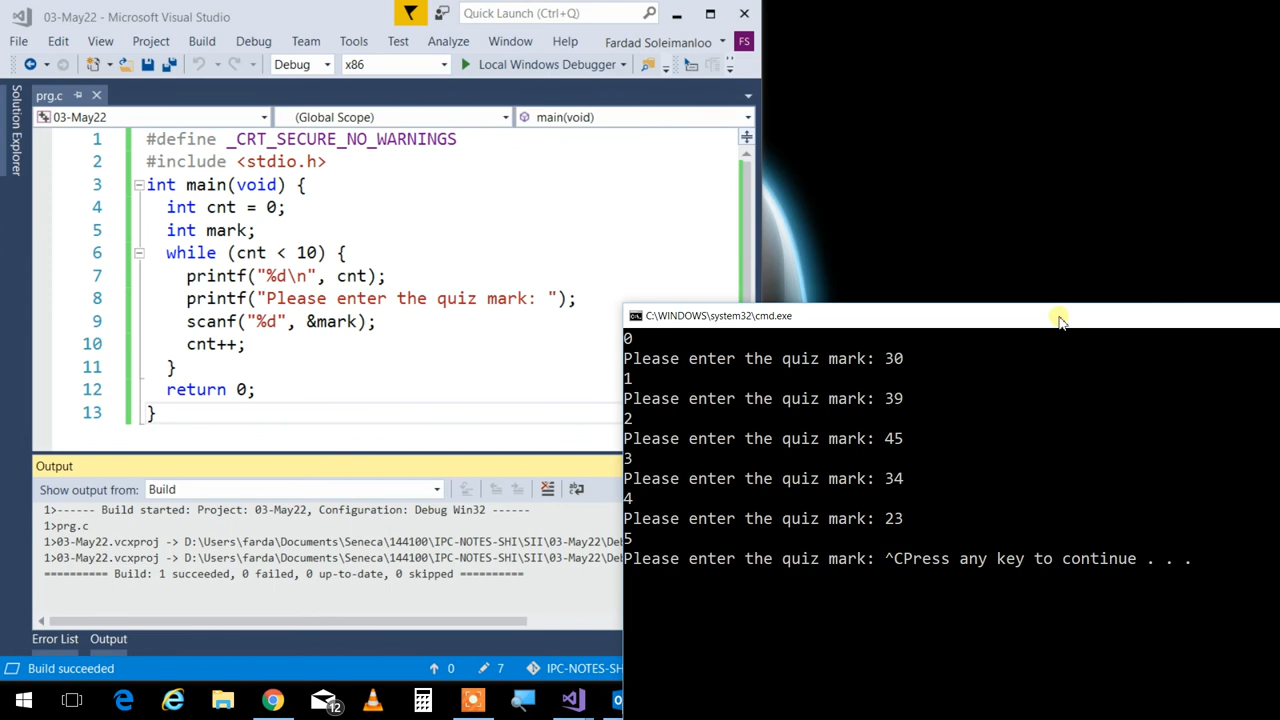 03-May22 - Microsoft Visual Studio
Quick Launch (Ctrl+Q)
File Edit View Project Build Debug Team Tools Test Analyze Window Help Fardad Soleimanloo FS
Debug x86 Local Windows Debugger
Solution Explorer
prg.c
03-May22 (Global Scope) main(void)
1 #define _CRT_SECURE_NO_WARNINGS
2 #include <stdio.h>
3 int main(void) {
4 int cnt = 0;
5 int mark;
6 while (cnt < 10) {
7 printf("%d\n", cnt);
8 printf("Please enter the quiz mark: ");
9 scanf("%d", &mark);
10 cnt++;
11 }
12 return 0;
13 }
Output
Show output from: Build
1>------ Build started: Project: 03-May22, Configuration: Debug Win32 ------
1>prg.c
1>03-May22.vcxproj -> D:\Users\farda\Documents\Seneca\144100\IPC-NOTES-SHI\SII\03-May22\Deb
1>03-May22.vcxproj -> D:\Users\farda\Documents\Seneca\144100\IPC-NOTES-SHI\SII\03-May22\Deb
========== Build: 1 succeeded, 0 failed, 0 up-to-date, 0 skipped ==========
Error List Output
Build succeeded 0 7 IPC-NOTES-SHI
12
C:\WINDOWS\system32\cmd.exe
0
Please enter the quiz mark: 30
1
Please enter the quiz mark: 39
2
Please enter the quiz mark: 45
3
Please enter the quiz mark: 34
4
Please enter the quiz mark: 23
5
Please enter the quiz mark: ^CPress any key to continue . . .